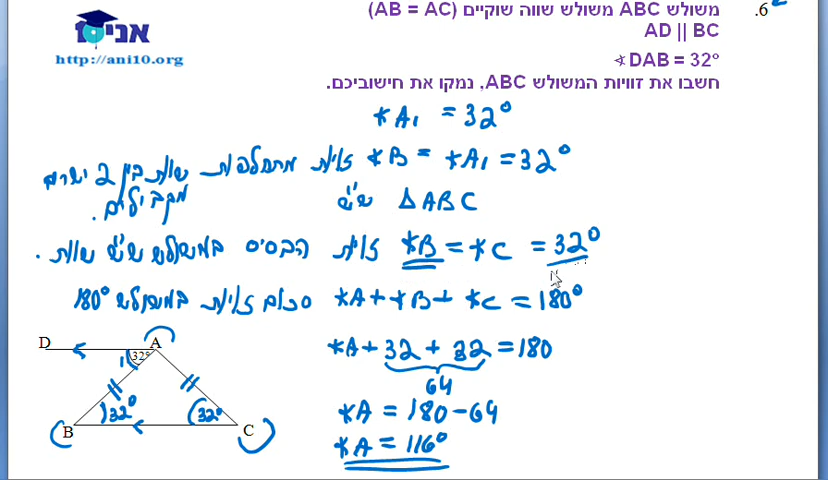 אני10
http://ani10.org
6.
משולש ABC משולש שווה שוקיים (AB = AC)
AD || BC
∢DAB = 32°
חשבו את זוויות המשולש ABC, נמקו את חישוביכם.
∢A₁ = 32°
∢B = ∢A₁ = 32° זוית מתחלפות שוות בין 2 ישרים
מקבילים.
△ABC ש"ש
∢B = ∢C = 32° זוית הבסיס במשולש ש"ש שוות.
∢A + ∢B + ∢C = 180° סכום זוית במשולש 180°
∢A + 32 + 32 = 180
64
∢A = 180 - 64
∢A = 116°
D
A
1
32°
32°
32°
B
C